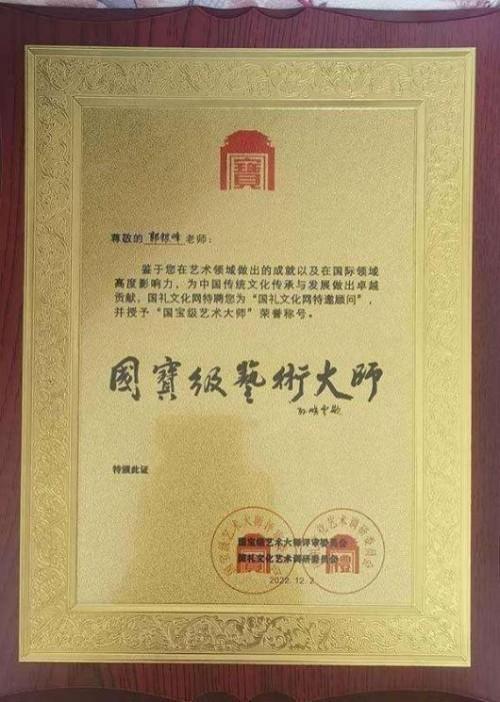 寶
尊敬的 郭银峰 老师：
鉴于您在艺术领域做出的成就以及在国际领域
高度影响力，为中国传统文化传承与发展做出卓越
贡献，国礼文化网特聘您为“国礼文化网特邀顾问”，
并授予“国宝级艺术大师”荣誉称号。
國寶级藝術大师
特颁此证
国宝级艺术大师评审委员会
国礼文化艺术调研委员会
2022.12.2